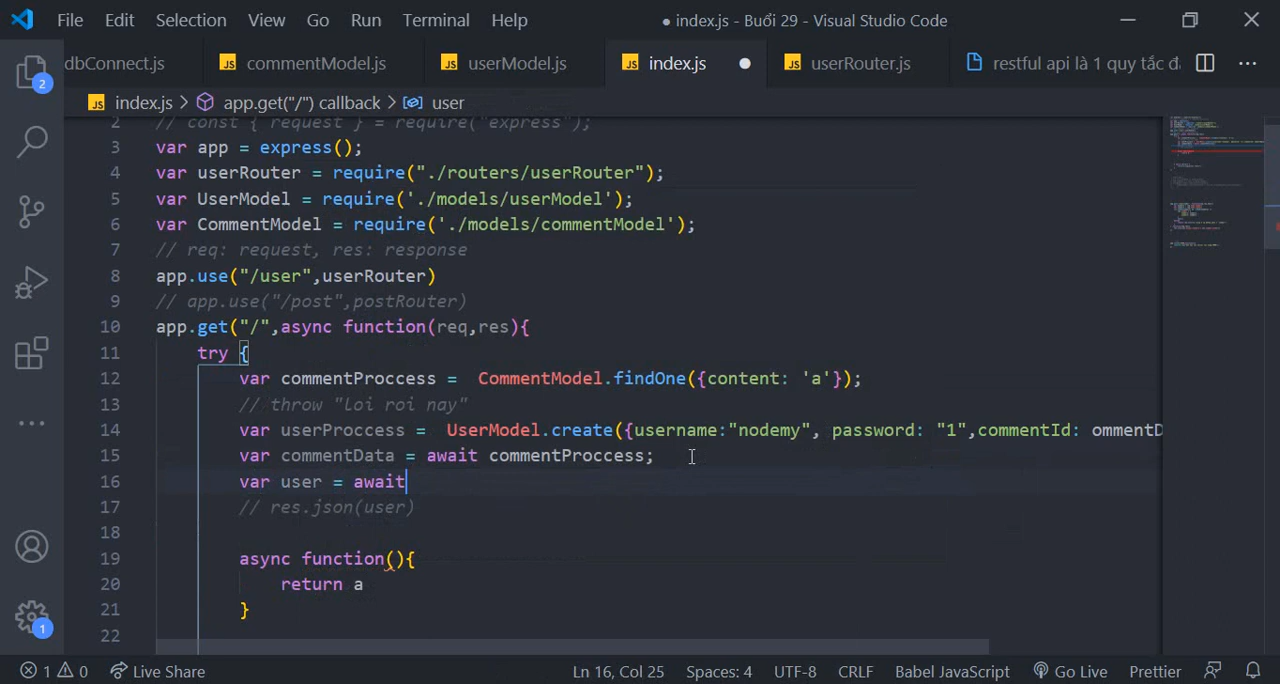 File Edit Selection View Go Run Terminal Help ● index.js - Buổi 29 - Visual Studio Code
dbConnect.js JS commentModel.js JS userModel.js JS index.js ● JS userRouter.js restful api là 1 quy tắc đ
JS index.js > app.get("/") callback > user
2 // const { request } = require("express");
3 var app = express();
4 var userRouter = require("./routers/userRouter");
5 var UserModel = require('./models/userModel');
6 var CommentModel = require('./models/commentModel');
7 // req: request, res: response
8 app.use("/user",userRouter)
9 // app.use("/post",postRouter)
10 app.get("/",async function(req,res){
11 try {
12 var commentProccess = CommentModel.findOne({content: 'a'});
13 // throw "loi roi nay"
14 var userProccess = UserModel.create({username:"nodemy", password: "1",commentId: ommentD
15 var commentData = await commentProccess;
16 var user = await
17 // res.json(user)
18
19 async function(){
20 return a
21 }
22
2
1
1 0 Live Share Ln 16, Col 25 Spaces: 4 UTF-8 CRLF Babel JavaScript Go Live Prettier